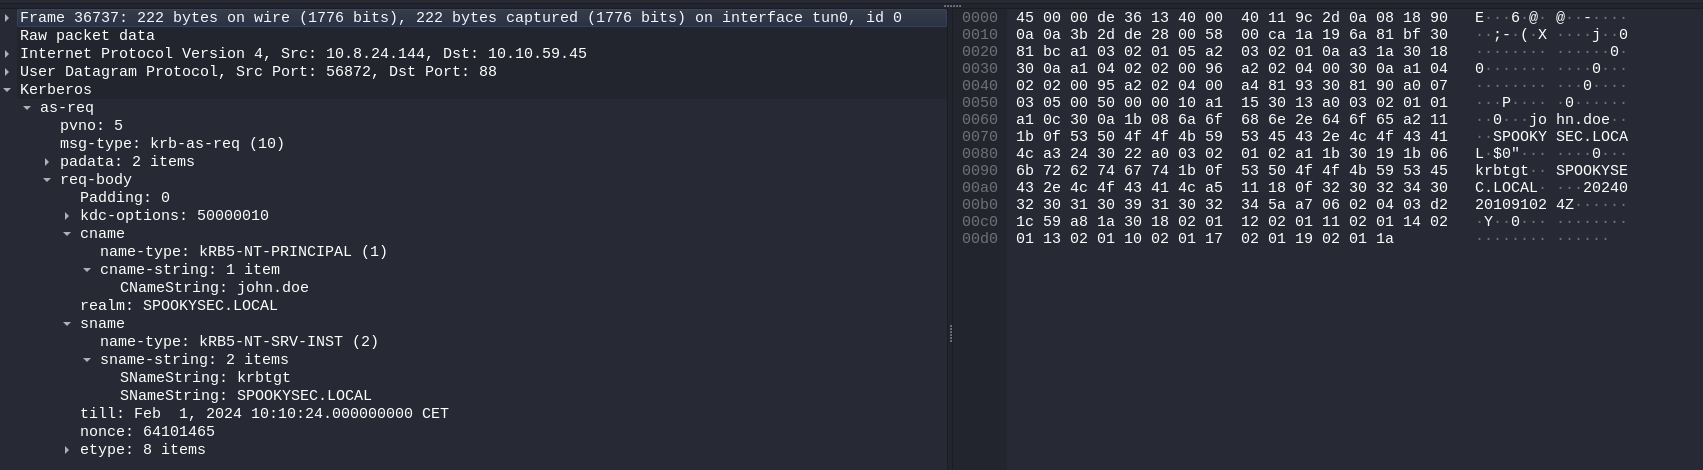 Frame 36737: 222 bytes on wire (1776 bits), 222 bytes captured (1776 bits) on interface tun0, id 0
Raw packet data
Internet Protocol Version 4, Src: 10.8.24.144, Dst: 10.10.59.45
User Datagram Protocol, Src Port: 56872, Dst Port: 88
Kerberos
as-req
pvno: 5
msg-type: krb-as-req (10)
padata: 2 items
req-body
Padding: 0
kdc-options: 50000010
cname
name-type: kRB5-NT-PRINCIPAL (1)
cname-string: 1 item
CNameString: john.doe
realm: SPOOKYSEC.LOCAL
sname
name-type: kRB5-NT-SRV-INST (2)
sname-string: 2 items
SNameString: krbtgt
SNameString: SPOOKYSEC.LOCAL
till: Feb  1, 2024 10:10:24.000000000 CET
nonce: 64101465
etype: 8 items
0000 45 00 00 de 36 13 40 00 40 11 9c 2d 0a 08 18 90 E···6·@· @··-····
0010 0a 0a 3b 2d de 28 00 58 00 ca 1a 19 6a 81 bf 30 ··;-·(·X ····j··0
0020 81 bc a1 03 02 01 05 a2 03 02 01 0a a3 1a 30 18 ········ ······0·
0030 30 0a a1 04 02 02 00 96 a2 02 04 00 30 0a a1 04 0······· ····0···
0040 02 02 00 95 a2 02 04 00 a4 81 93 30 81 90 a0 07 ········ ···0····
0050 03 05 00 50 00 00 10 a1 15 30 13 a0 03 02 01 01 ···P···· ·0······
0060 a1 0c 30 0a 1b 08 6a 6f 68 6e 2e 64 6f 65 a2 11 ··0···jo hn.doe··
0070 1b 0f 53 50 4f 4f 4b 59 53 45 43 2e 4c 4f 43 41 ··SPOOKY SEC.LOCA
0080 4c a3 24 30 22 a0 03 02 01 02 a1 1b 30 19 1b 06 L·$0"··· ····0···
0090 6b 72 62 74 67 74 1b 0f 53 50 4f 4f 4b 59 53 45 krbtgt·· SPOOKYSE
00a0 43 2e 4c 4f 43 41 4c a5 11 18 0f 32 30 32 34 30 C.LOCAL· ···20240
00b0 32 30 31 30 39 31 30 32 34 5a a7 06 02 04 03 d2 20109102 4Z······
00c0 1c 59 a8 1a 30 18 02 01 12 02 01 11 02 01 14 02 ·Y··0··· ········
00d0 01 13 02 01 10 02 01 17 02 01 19 02 01 1a ········ ······